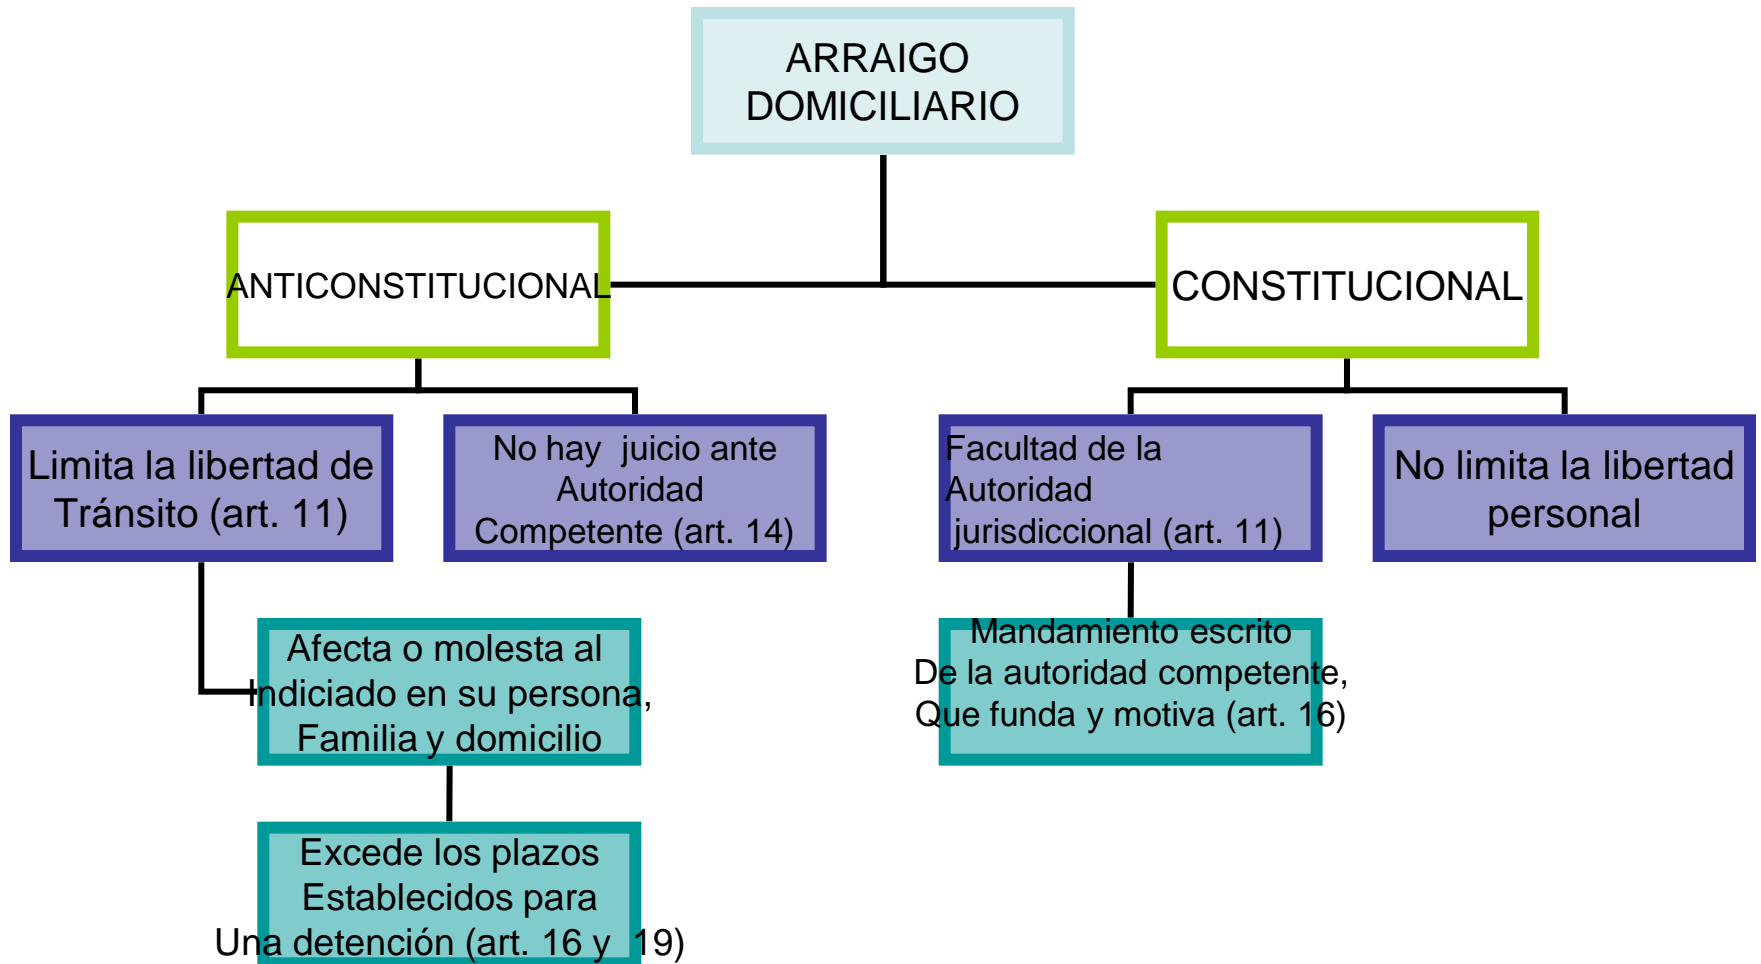 ARRAIGO
DOMICILIARIO
ANTICONSTITUCIONAL
CONSTITUCIONAL
Limita la libertad de
Tránsito (art. 11)
No hay juicio ante
Autoridad
Competente (art. 14)
Facultad de la
Autoridad
jurisdiccional (art. 11)
No limita la libertad
personal
Afecta o molesta al
Indiciado en su persona,
Familia y domicilio
Mandamiento escrito
De la autoridad competente,
Que funda y motiva (art. 16)
Excede los plazos
Establecidos para
Una detención (art. 16 y 19)